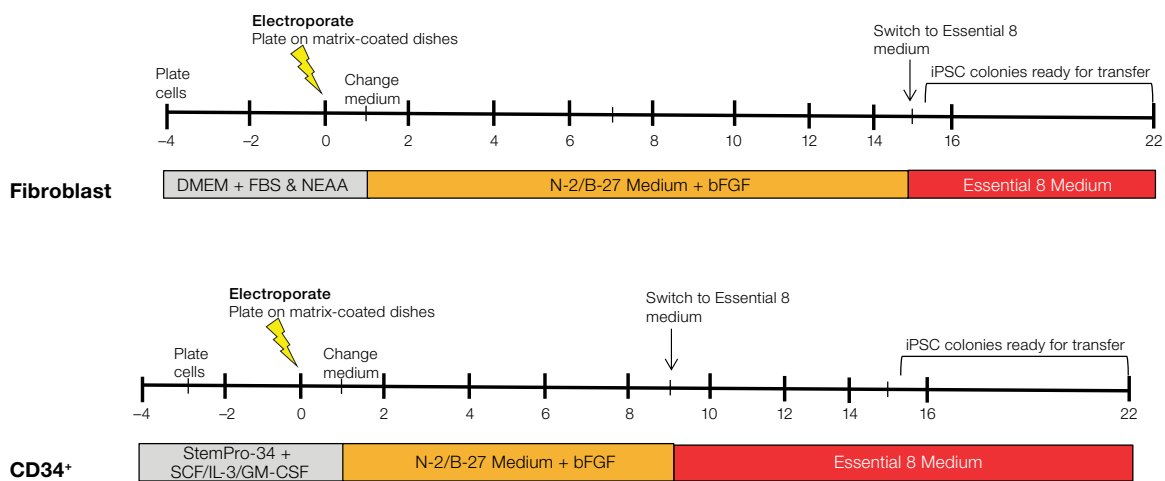 Electroporate
Plate on matrix-coated dishes
Switch to Essential 8
medium
iPSC colonies ready for transfer
Plate
cells
Change
medium
–4 –2 0 2 4 6 8 10 12 14 16 22
Fibroblast
DMEM + FBS & NEAA
N-2/B-27 Medium + bFGF
Essential 8 Medium
Electroporate
Plate on matrix-coated dishes
Switch to Essential 8
medium
iPSC colonies ready for transfer
Plate
cells
Change
medium
–4 –2 0 2 4 6 8 10 12 14 16 22
CD34⁺
StemPro-34 +
SCF/IL-3/GM-CSF
N-2/B-27 Medium + bFGF
Essential 8 Medium